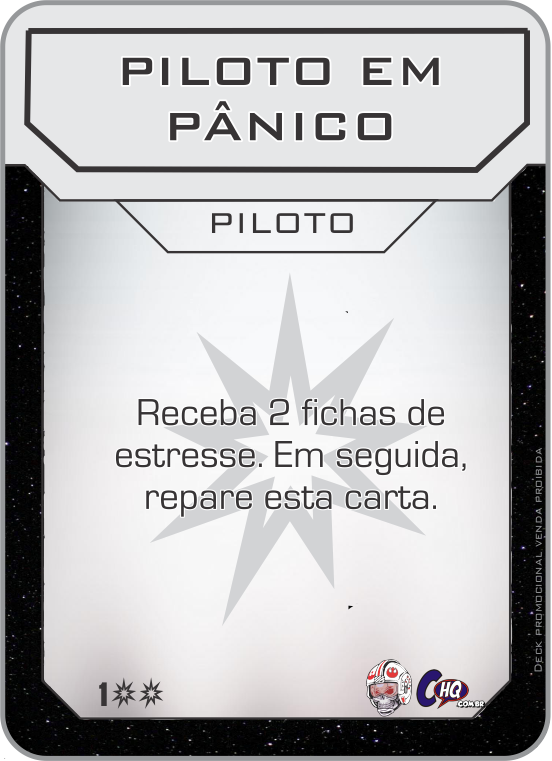 PILOTO EM
PÂNICO
PILOTO
Receba 2 fichas de
estresse. Em seguida,
repare esta carta.
Deck promocional venda proibida
1
CHQ
.COM.BR